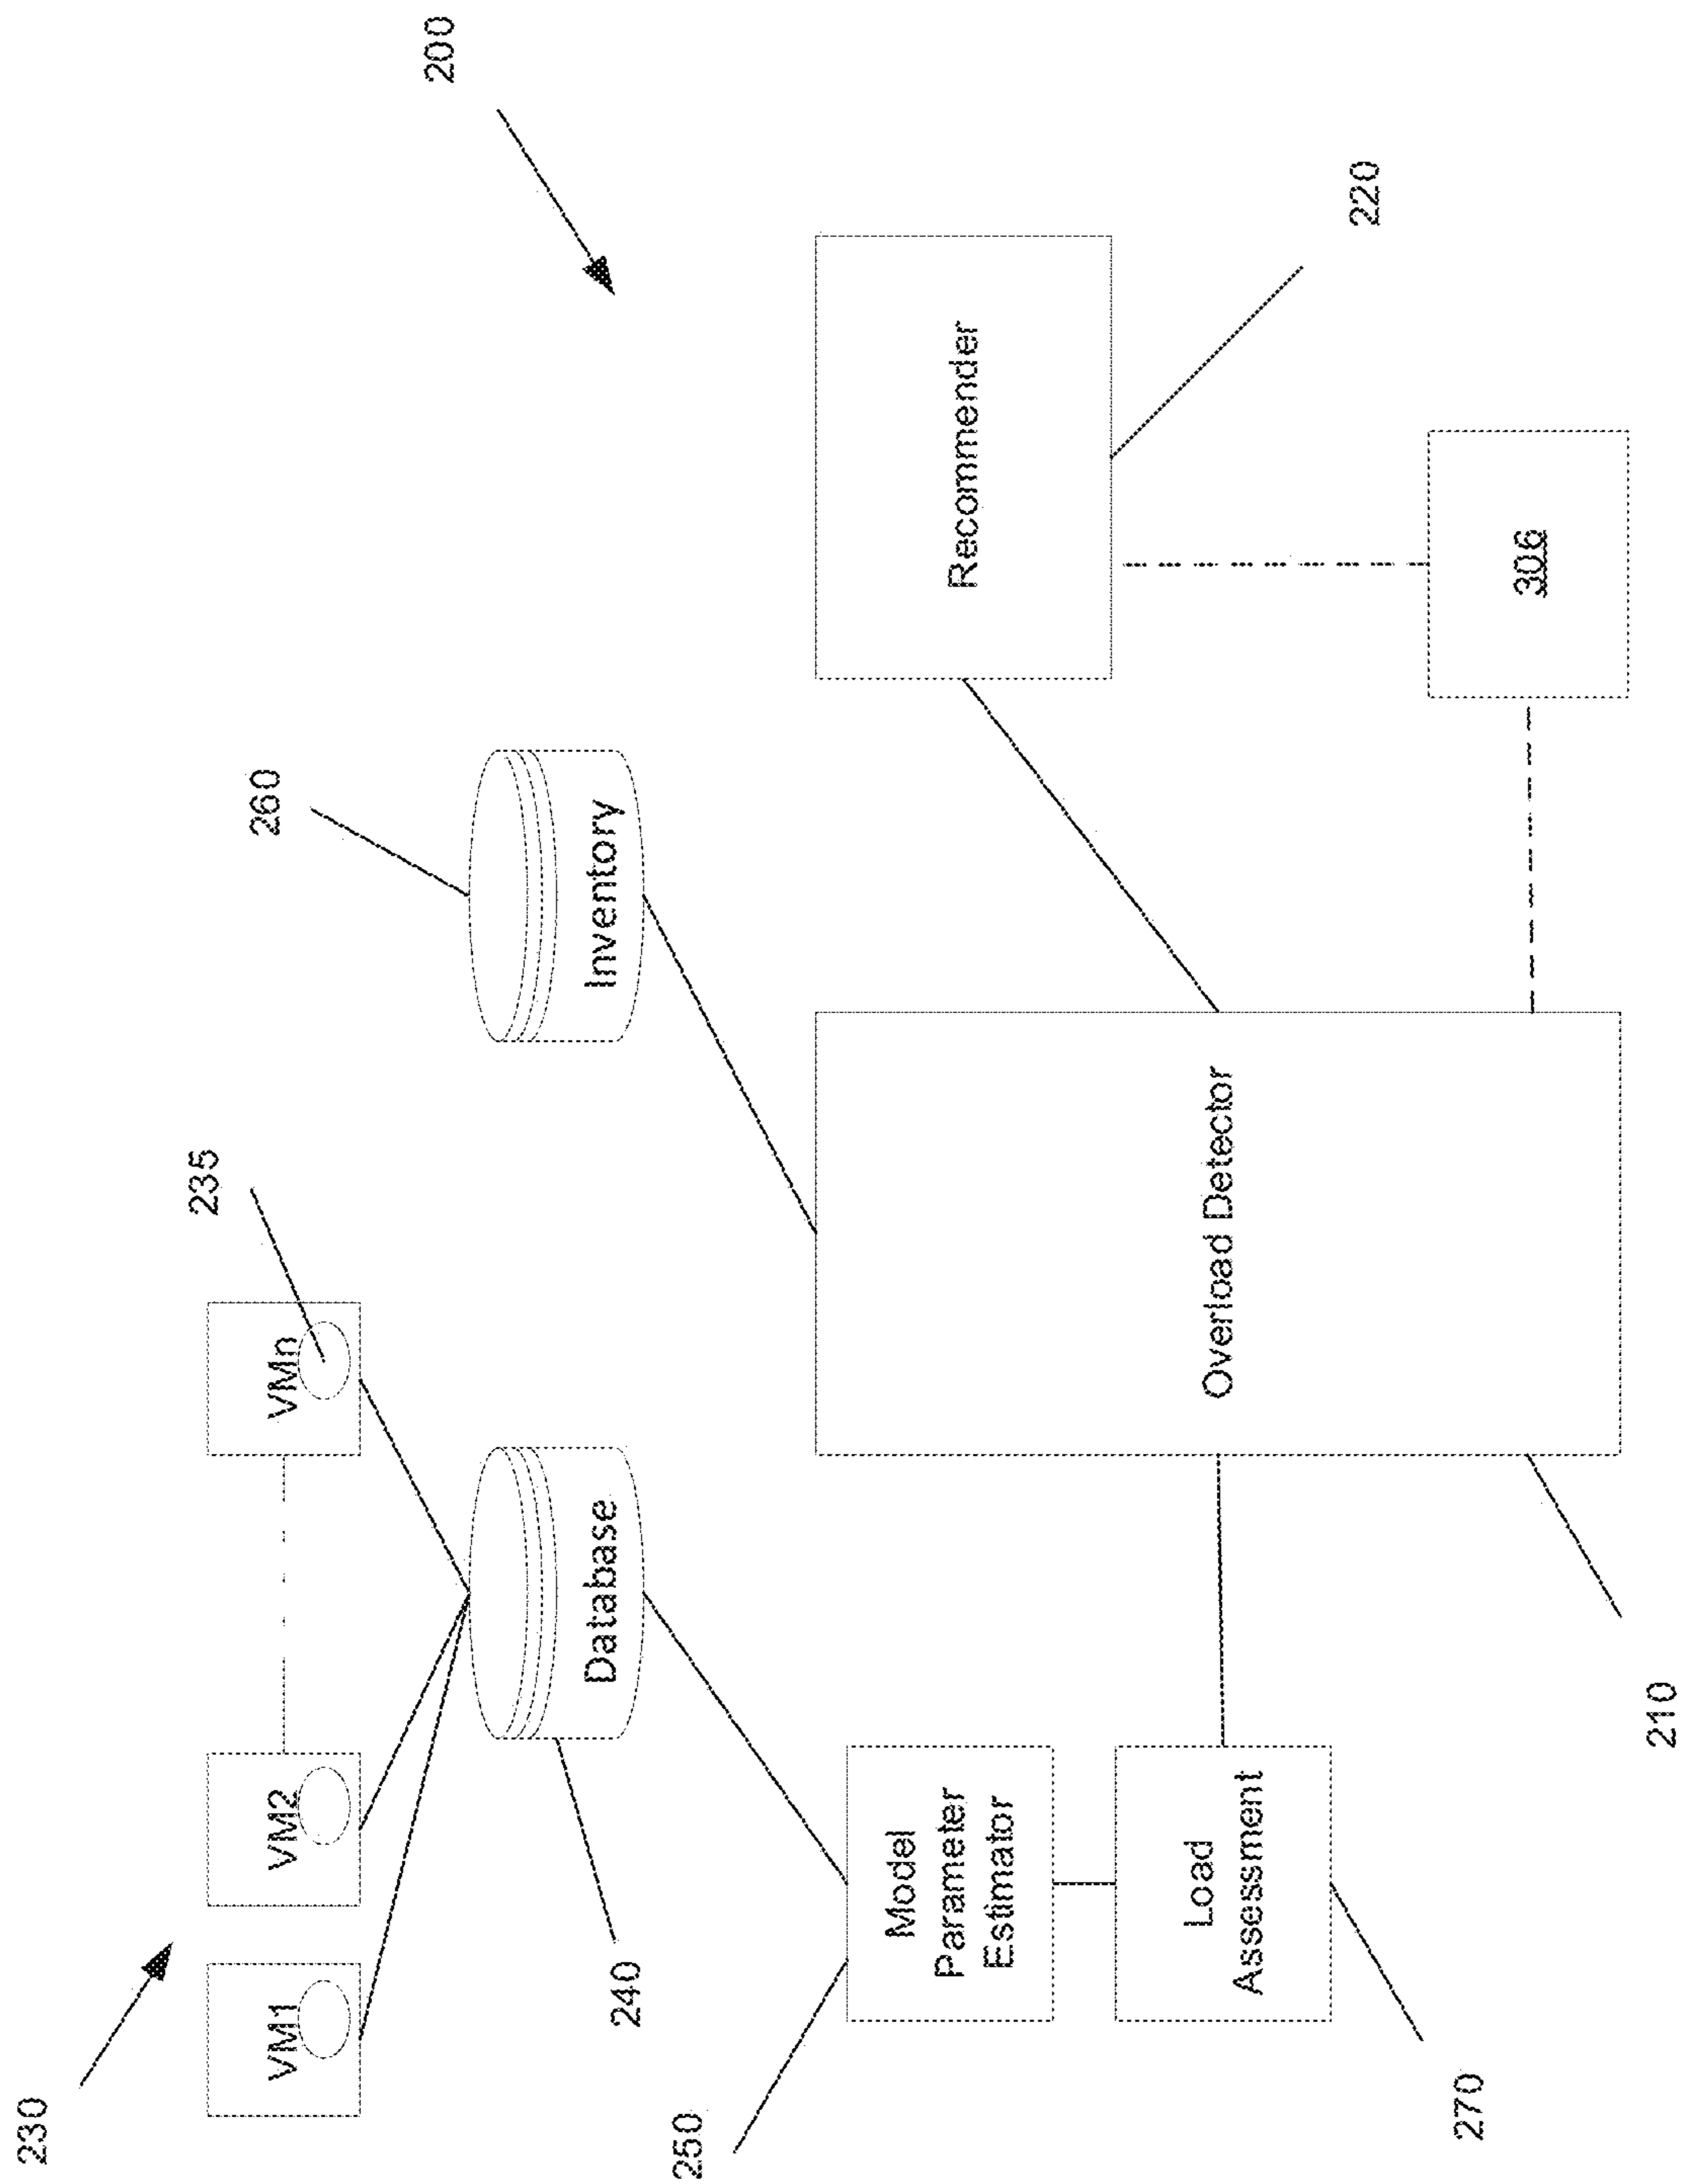 200
230
VM1
VM2
VMn
235
260
240
Database
Inventory
250
Model
Parameter
Estimator
Load
Assessment
270
Overload Detector
210
Recommender
220
306